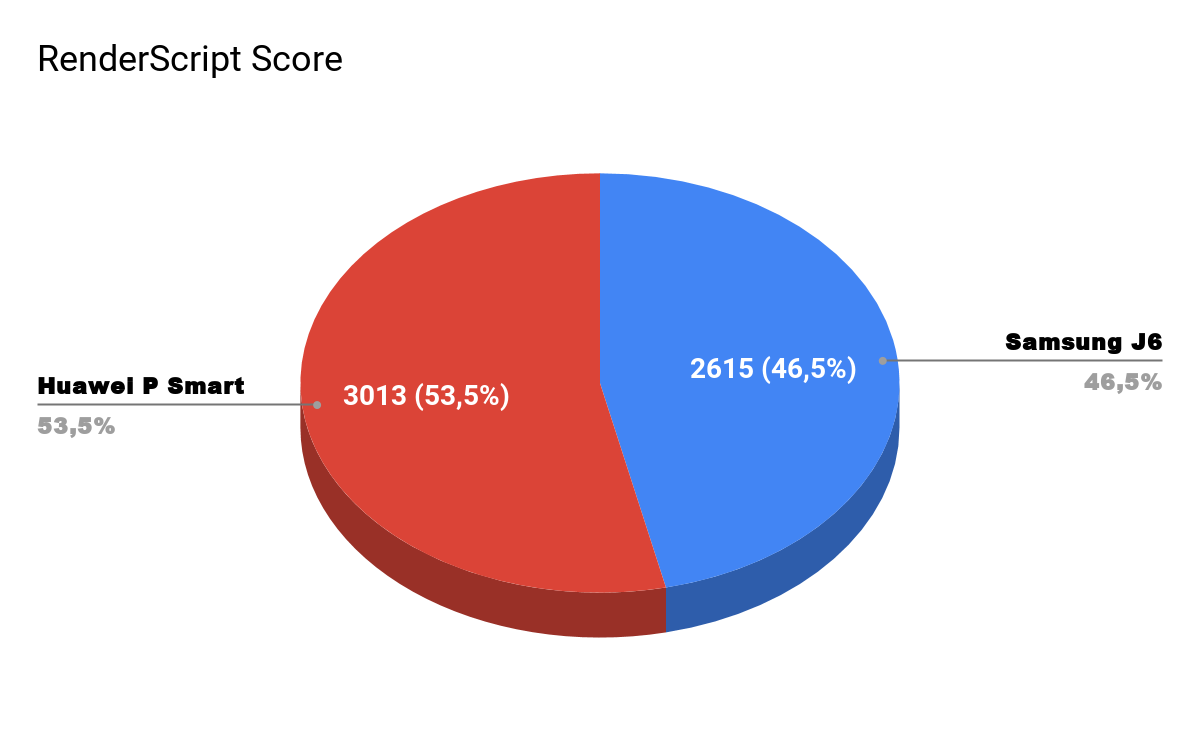 RenderScript Score
Samsung J6
46,5%
2615 (46,5%)
Huawei P Smart
53,5%
3013 (53,5%)